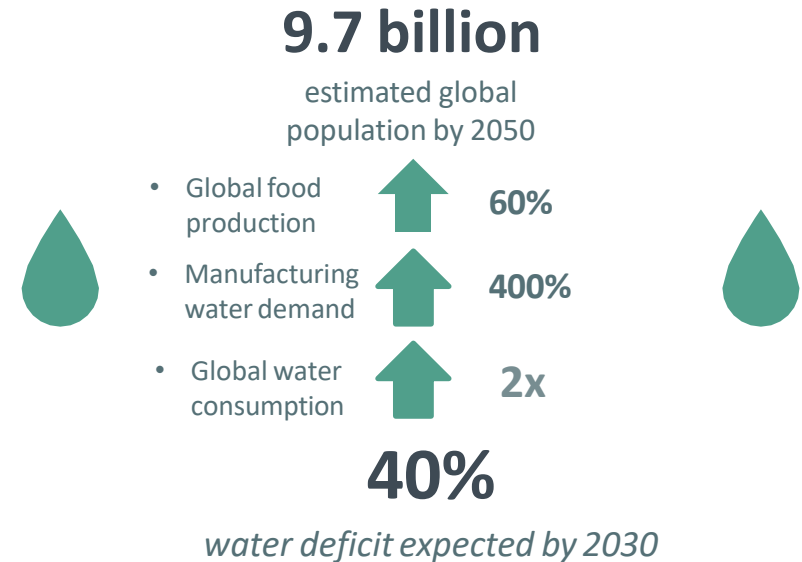 9.7 billion
estimated global
population by 2050
• Global food
production
60%
• Manufacturing
water demand
400%
• Global water
consumption
2x
40%
water deficit expected by 2030